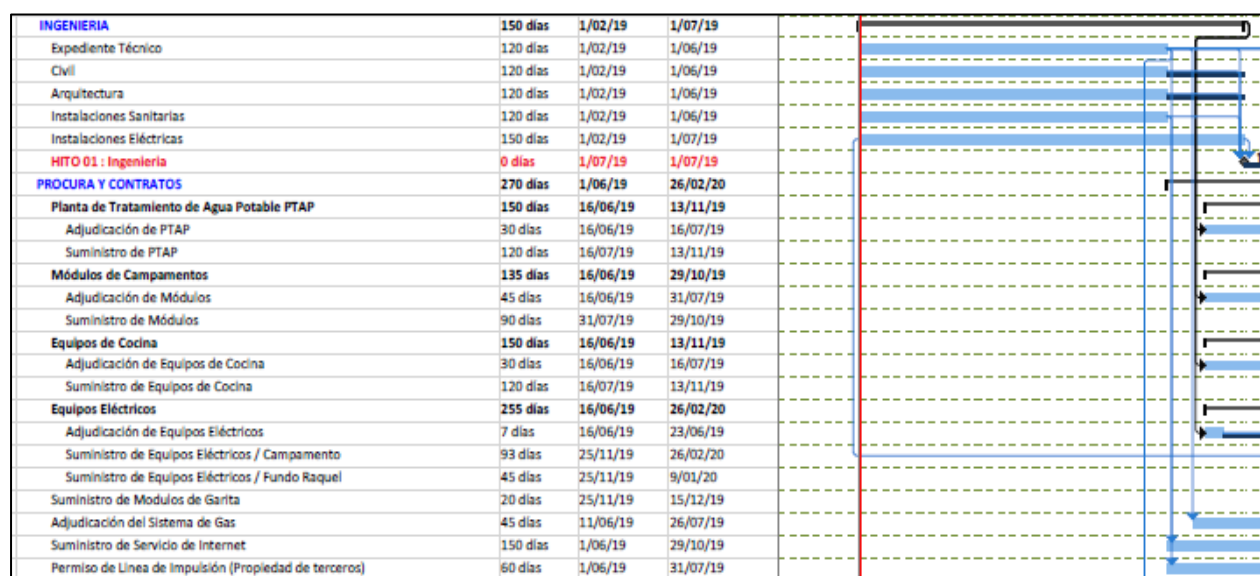 INGENIERIA 150 días 1/02/19 1/07/19
Expediente Técnico 120 días 1/02/19 1/06/19
Civil 120 días 1/02/19 1/06/19
Arquitectura 120 días 1/02/19 1/06/19
Instalaciones Sanitarias 120 días 1/02/19 1/06/19
Instalaciones Eléctricas 150 días 1/02/19 1/07/19
HITO 01 : Ingenieria 0 días 1/07/19 1/07/19
PROCURA Y CONTRATOS 270 días 1/06/19 26/02/20
Planta de Tratamiento de Agua Potable PTAP 150 días 16/06/19 13/11/19
Adjudicación de PTAP 30 días 16/06/19 16/07/19
Suministro de PTAP 120 días 16/07/19 13/11/19
Módulos de Campamentos 135 días 16/06/19 29/10/19
Adjudicación de Módulos 45 días 16/06/19 31/07/19
Suministro de Módulos 90 días 31/07/19 29/10/19
Equipos de Cocina 150 días 16/06/19 13/11/19
Adjudicación de Equipos de Cocina 30 días 16/06/19 16/07/19
Suministro de Equipos de Cocina 120 días 16/07/19 13/11/19
Equipos Eléctricos 255 días 16/06/19 26/02/20
Adjudicación de Equipos Eléctricos 7 días 16/06/19 23/06/19
Suministro de Equipos Eléctricos / Campamento 93 días 25/11/19 26/02/20
Suministro de Equipos Eléctricos / Fundo Raquel 45 días 25/11/19 9/01/20
Suministro de Modulos de Garita 20 días 25/11/19 15/12/19
Adjudicación del Sistema de Gas 45 días 11/06/19 26/07/19
Suministro de Servicio de Internet 150 días 1/06/19 29/10/19
Permiso de Linea de Impulsión (Propiedad de terceros) 60 días 1/06/19 31/07/19